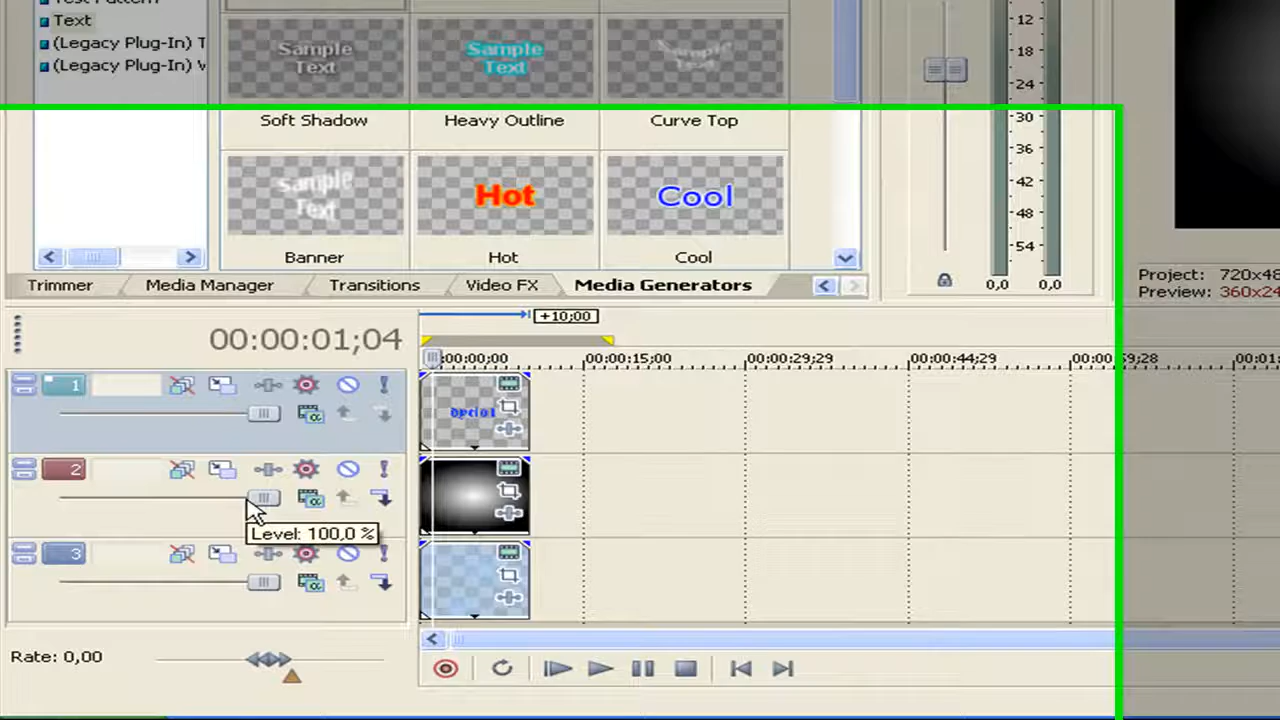 Text
(Legacy Plug-In) T
(Legacy Plug-In) V
Sample
Text
Sample
Text
Sample
Text
Soft Shadow
Heavy Outline
Curve Top
Sample
Text
Hot
Cool
Banner
Hot
Cool
12
18
24
30
36
42
48
54
0,0
0,0
Project: 720x48
Preview: 360x24
Trimmer
Media Manager
Transitions
Video FX
Media Generators
00:00:01;04
+10;00
:00:00;00
00:00:15;00
00:00:29;29
00:00:44;29
00:00:59;28
00:01:
1
2
Level: 100,0 %
3
Rate: 0,00